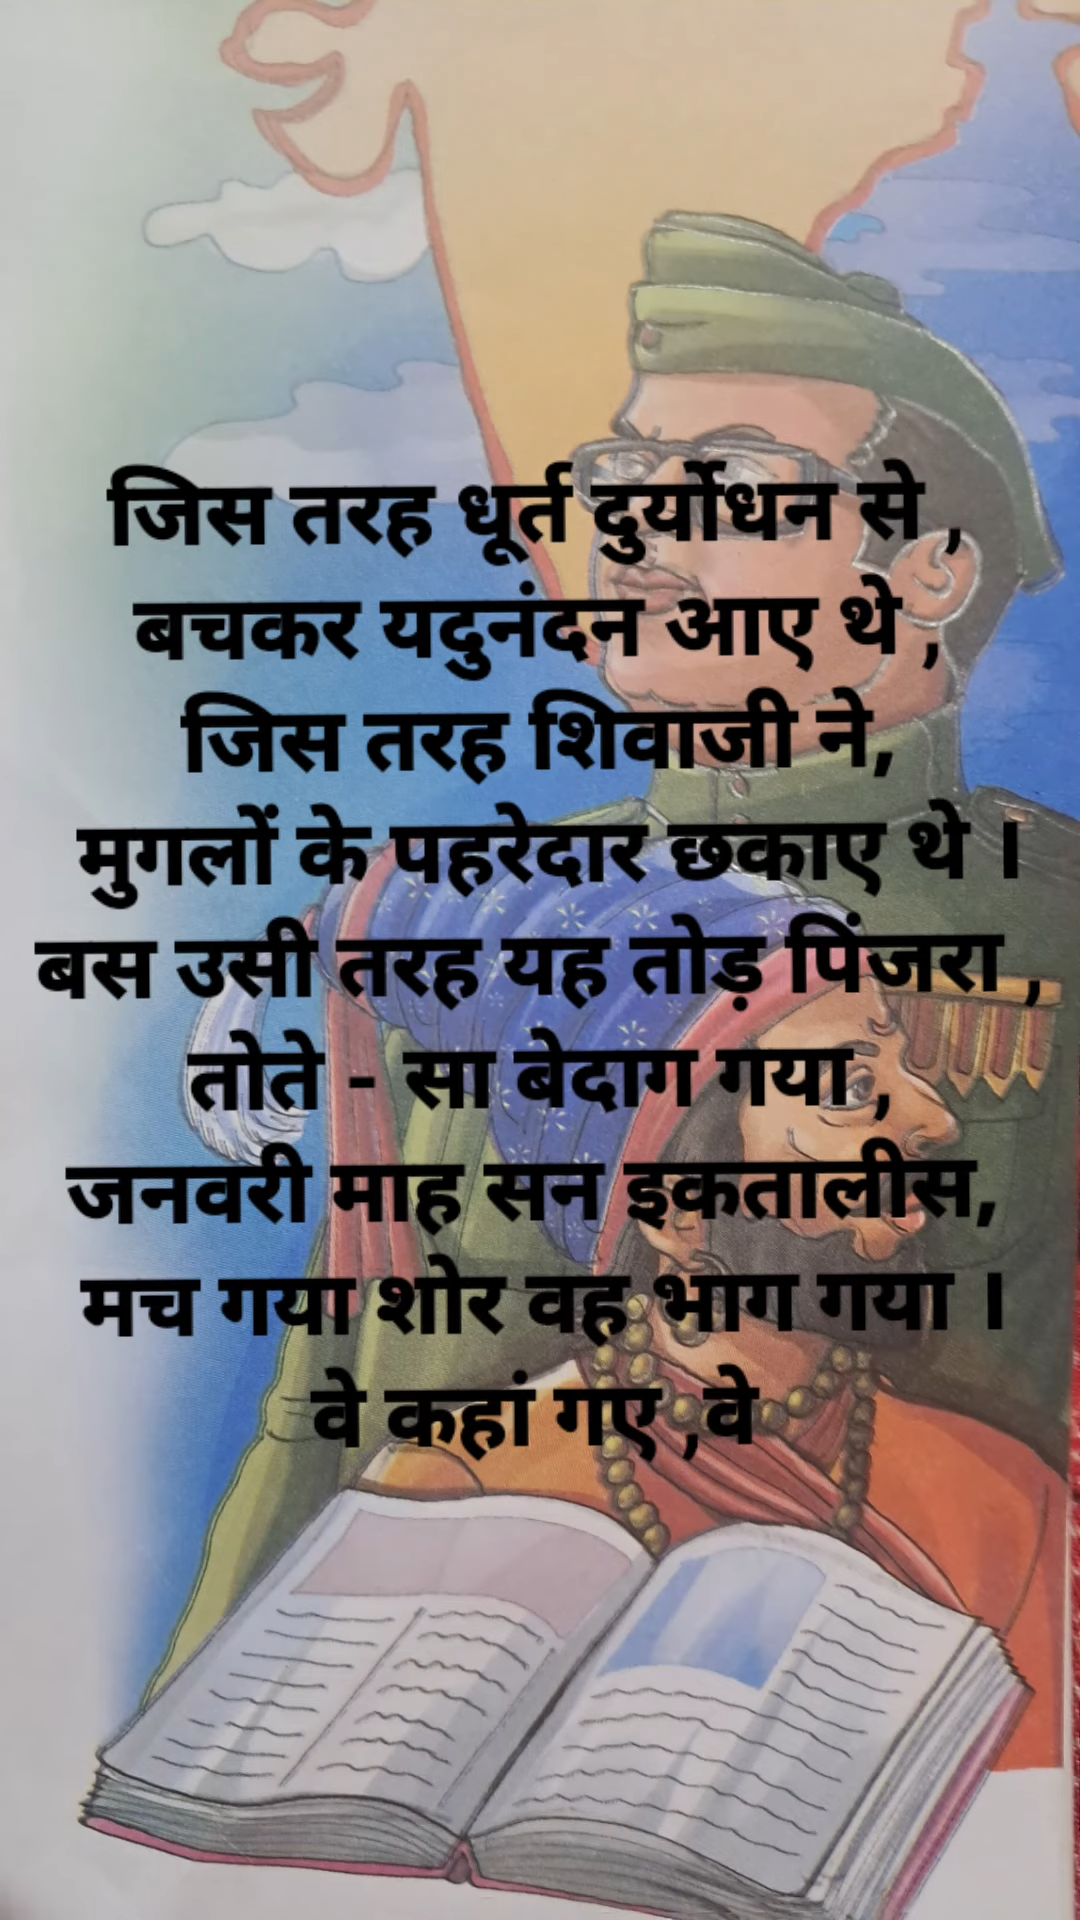 जिस तरह धूर्त दुर्योधन से ,
बचकर यदुनंदन आए थे ,
जिस तरह शिवाजी ने,
मुगलों के पहरेदार छकाए थे ।
बस उसी तरह यह तोड़ पिंजरा ,
तोते - सा बेदाग गया ,
जनवरी माह सन इकतालीस,
मच गया शोर वह भाग गया ।
वे कहां गए ,वे